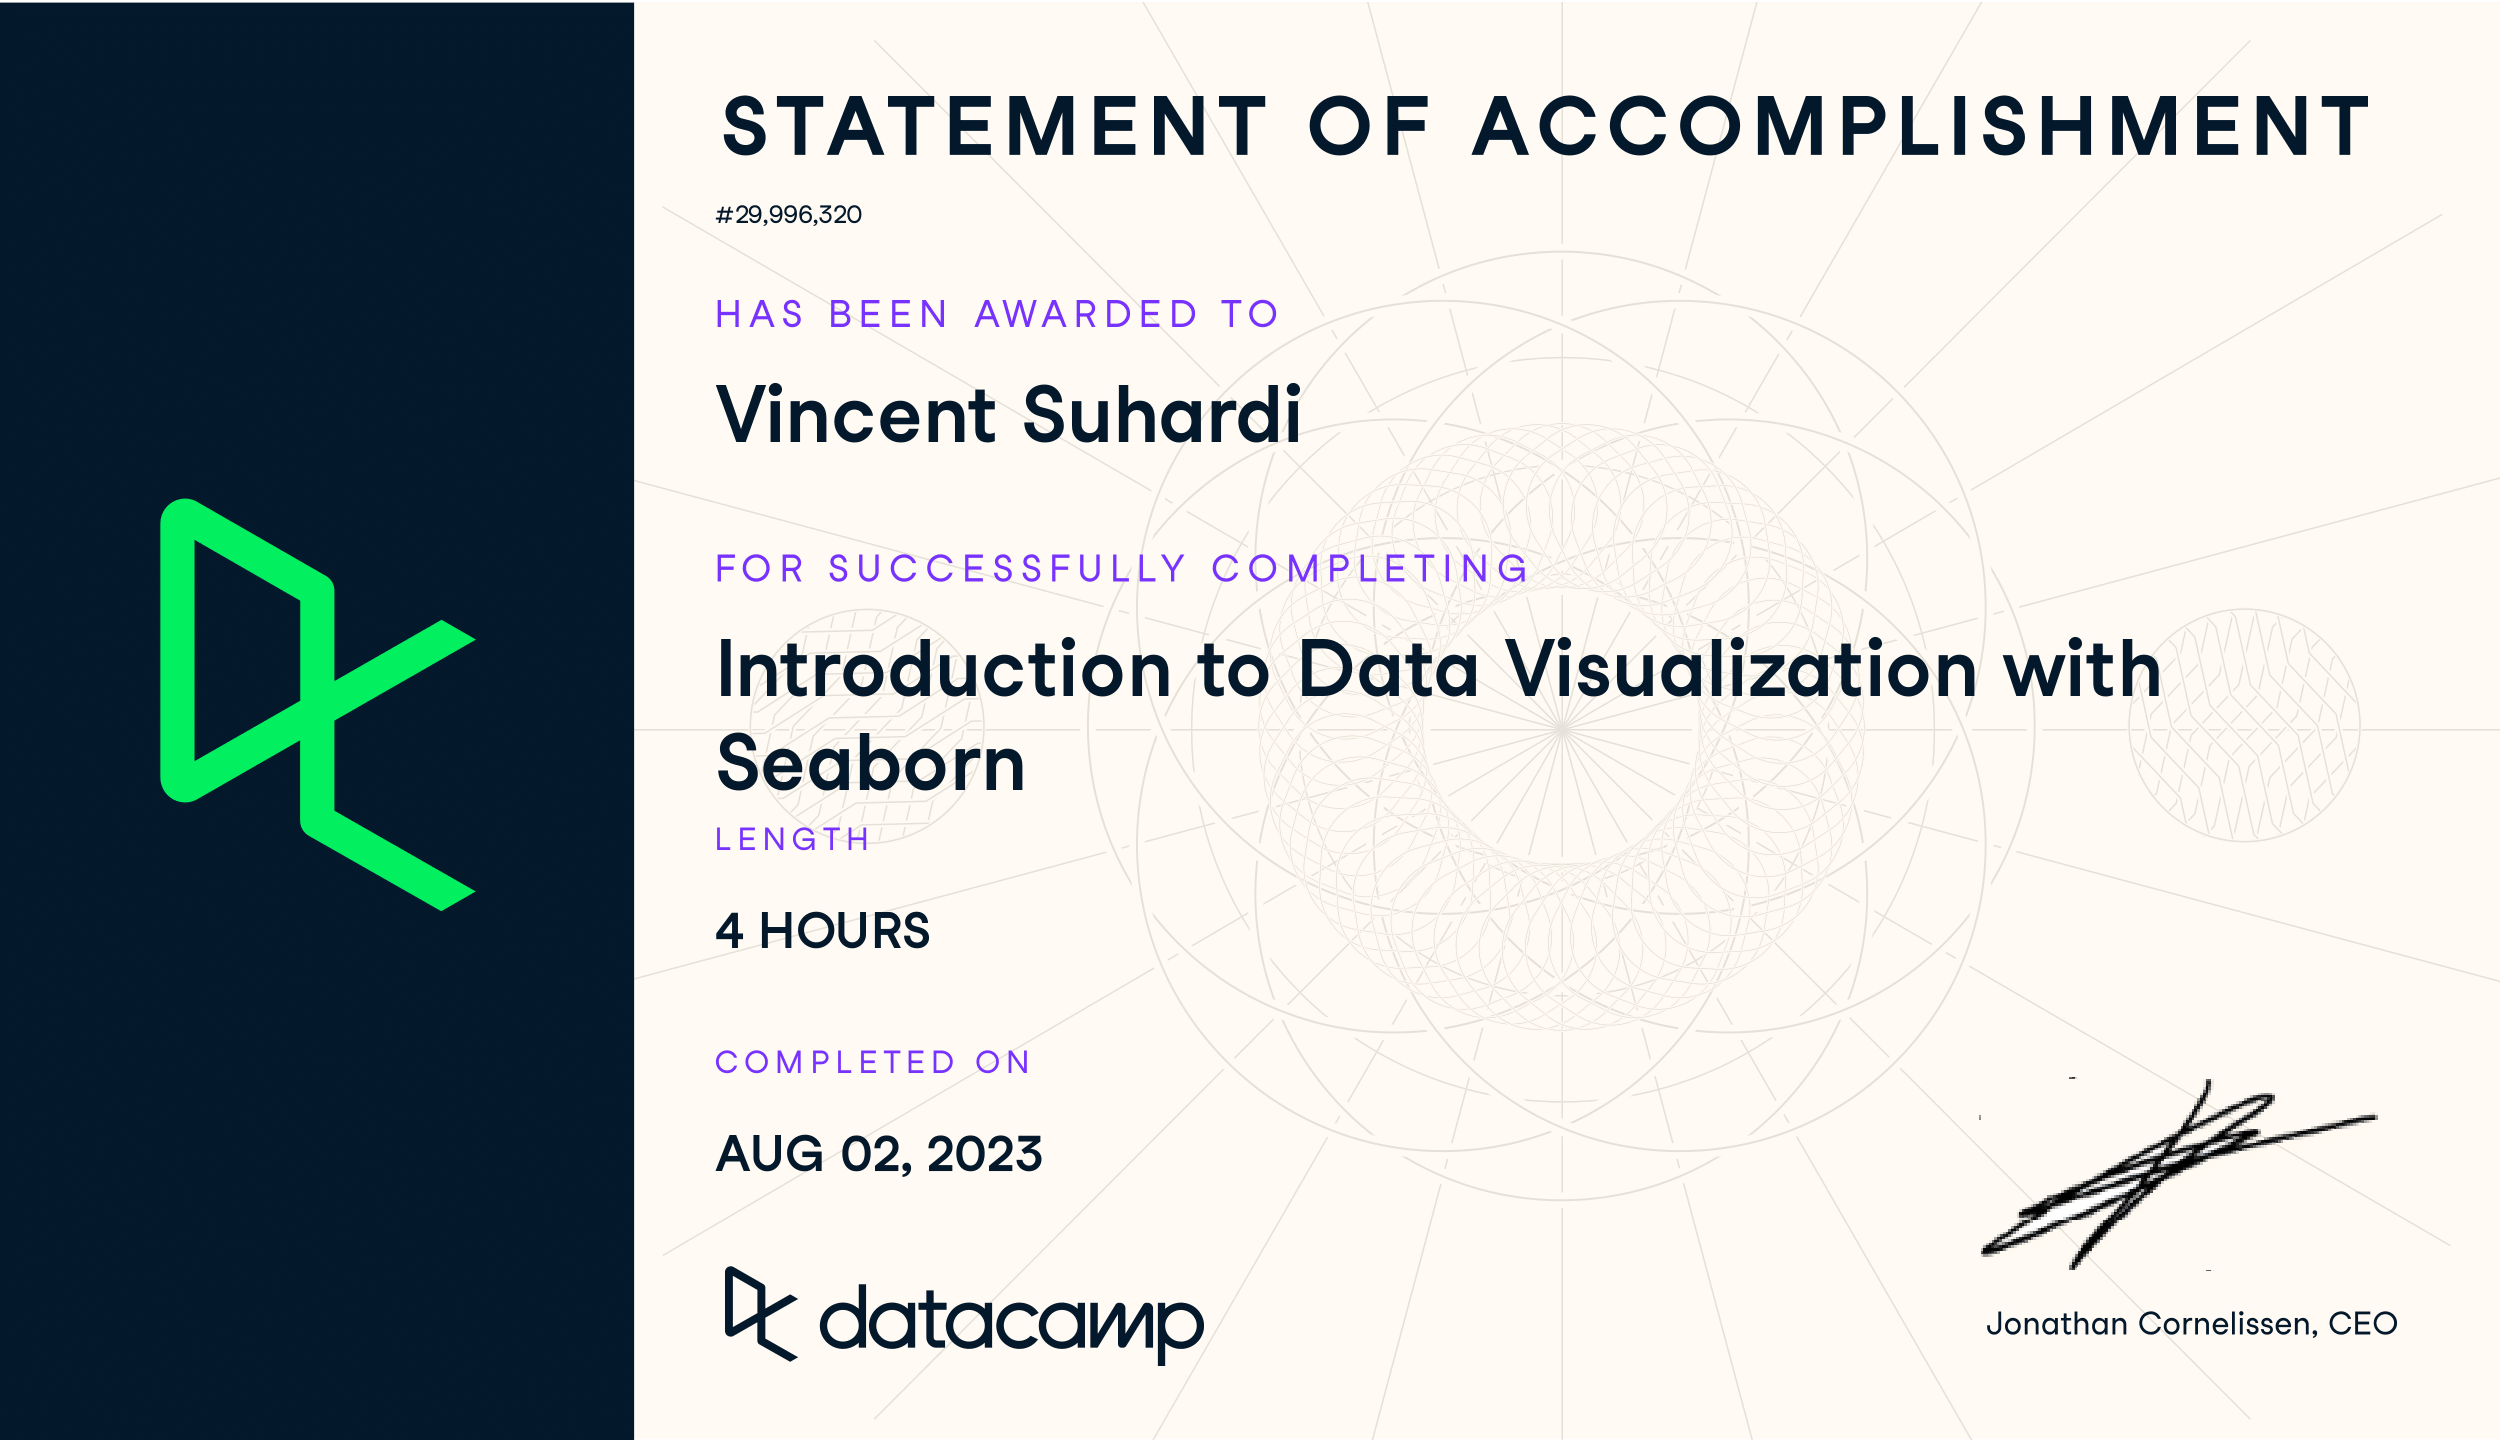 STATEMENT OF ACCOMPLISHMENT
#29,996,320
HAS BEEN AWARDED TO
Vincent Suhardi
FOR SUCCESSFULLY COMPLETING
Introduction to Data Visualization with
Seaborn
LENGTH
4 HOURS
COMPLETED ON
AUG 02, 2023
datacamp
Jonathan Cornelissen, CEO